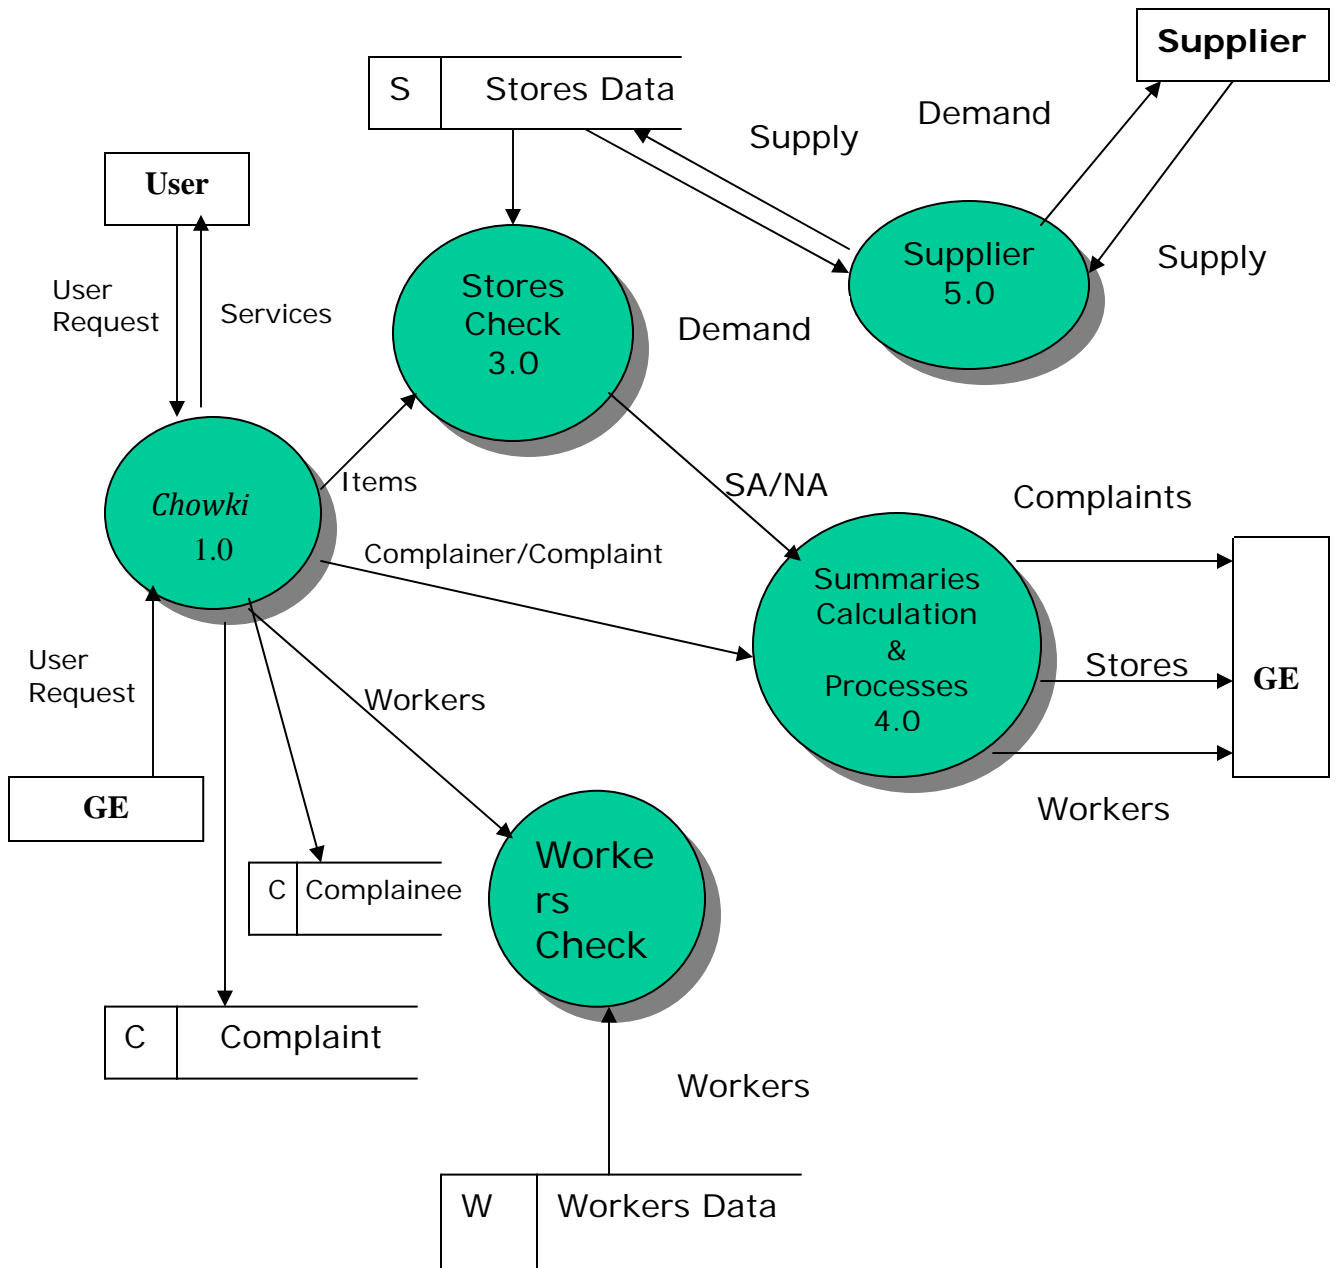 Supplier
S
Stores Data
Demand
Supply
User
Supplier
5.0
Supply
User
Request
Services
Stores
Check
3.0
Demand
Items
SA/NA
Chowki
1.0
Complaints
Complainer/Complaint
Summaries
Calculation
&
Processes
4.0
User
Request
Stores
GE
Workers
GE
Workers
Worke
rs
Check
C
Complainee
C
Complaint
Workers
W
Workers Data